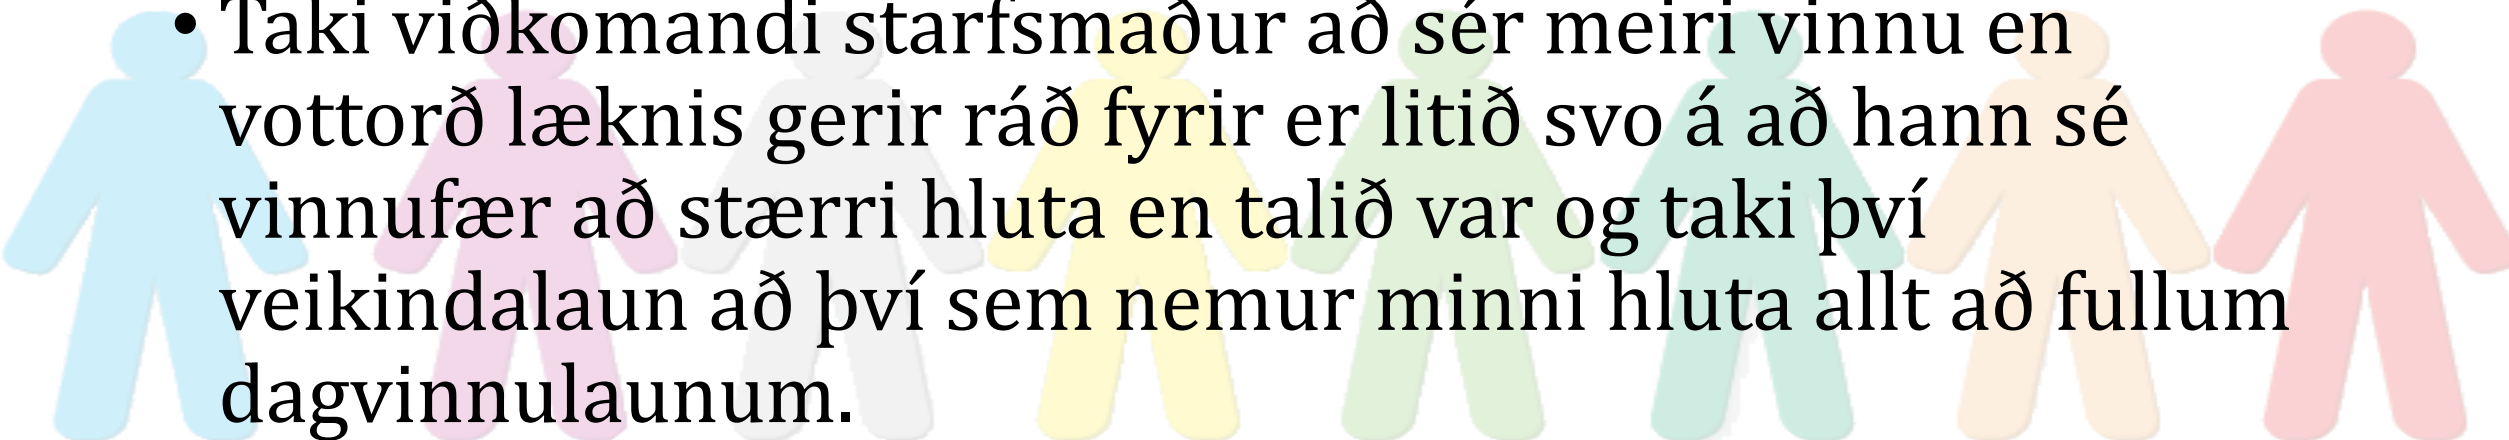 • Taki viðkomandi starfsmaður að sér meiri vinnu en
vottorð læknis gerir ráð fyrir er litið svo á að hann sé
vinnufær að stærri hluta en talið var og taki því
veikindalaun að því sem nemur minni hluta allt að fullum
dagvinnulaunum.